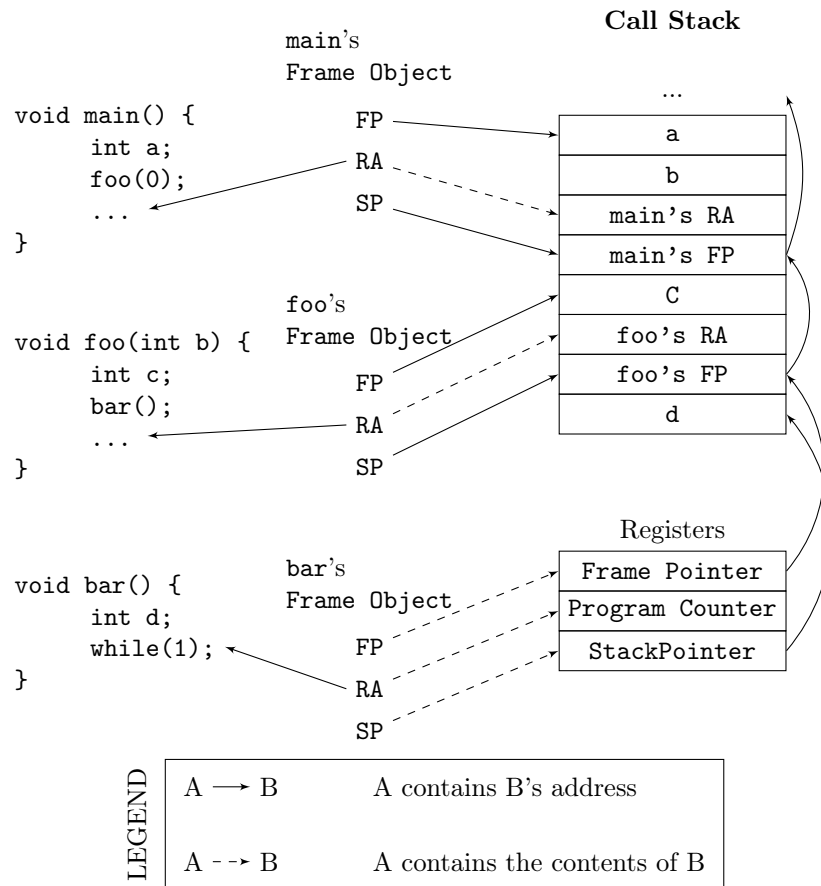 Call Stack
main's
Frame Object
...
void main() {
int a;
foo(0);
...
}
FP
RA
SP
a
b
main's RA
main's FP
C
foo's RA
foo's FP
d
foo's
Frame Object
void foo(int b) {
int c;
bar();
...
}
FP
RA
SP
Registers
Frame Pointer
Program Counter
StackPointer
bar's
Frame Object
void bar() {
int d;
while(1);
}
FP
RA
SP
LEGEND
A B A contains B's address
A B A contains the contents of B